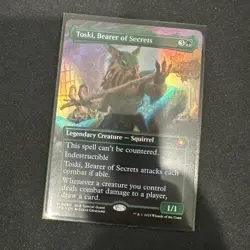 Toski, Bearer of Secrets
Legendary Creature — Squirrel
This spell can't be countered.
Indestructible
Toski, Bearer of Secrets attacks each
combat if able.
Whenever a creature you control
deals combat damage to a player,
draw a card.
1/1